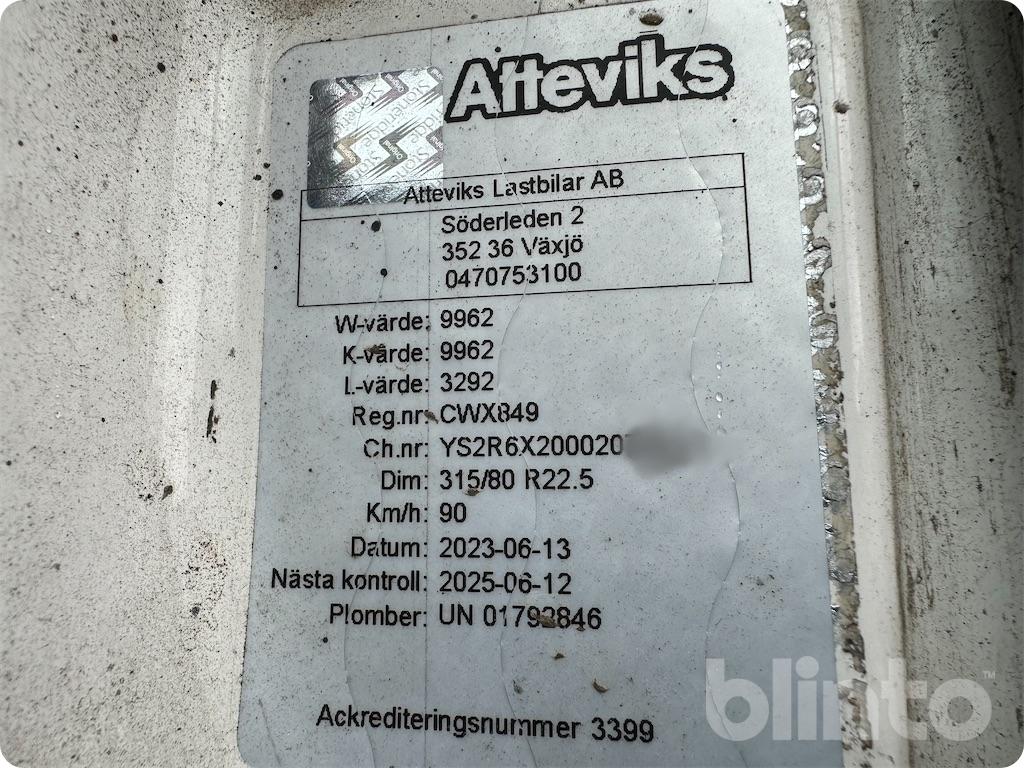 Atteviks
Atteviks Lastbilar AB
Söderleden 2
352 36 Växjö
0470753100
W-värde: 9962
K-värde: 9962
L-värde: 3292
Reg.nr: CWX849
Ch.nr: YS2R6X2000207
Dim: 315/80 R22.5
Km/h: 90
Datum: 2023-06-13
Nästa kontroll: 2025-06-12
Plomber: UN 01792846
Ackrediteringsnummer 3399
blinto™